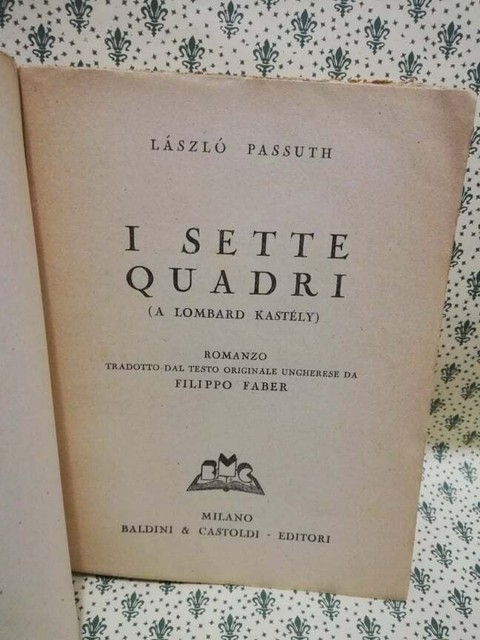 LÁSZLÓ PASSUTH
I SETTE
QUADRI
(A LOMBARD KASTÉLY)
ROMANZO
TRADOTTO DAL TESTO ORIGINALE UNGHERESE DA
FILIPPO FABER
BMC
MILANO
BALDINI & CASTOLDI - EDITORI